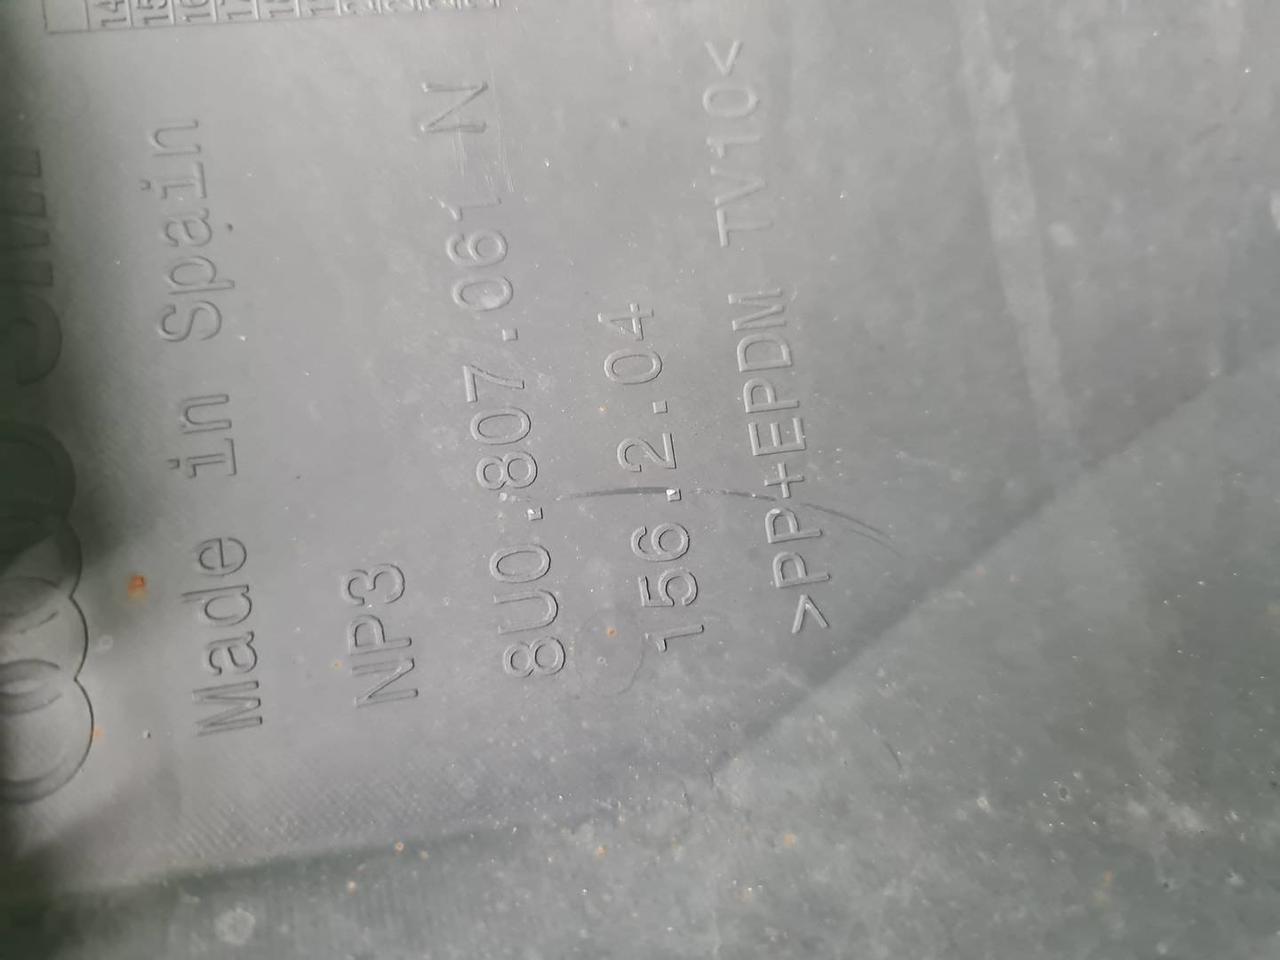 Made in Spain
NP3
8U0.807.061 N
156.2.04
>PP+EPDM TV10<